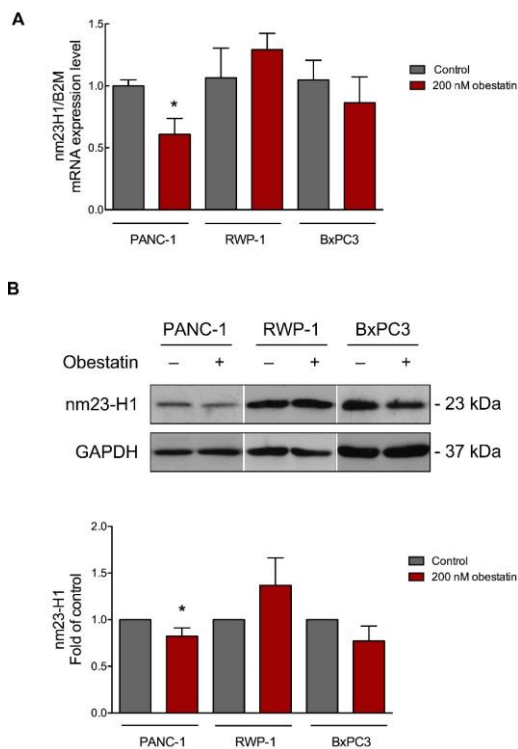 A
nm23H1/B2M
mRNA expression level
1.5
1.0
0.5
0.0
*
Control
200 nM obestatin
PANC-1 RWP-1 BxPC3
B
PANC-1 RWP-1 BxPC3
Obestatin – + – + – +
nm23-H1 - 23 kDa
GAPDH - 37 kDa
nm23-H1
Fold of control
2.0
1.5
1.0
0.5
0.0
*
Control
200 nM obestatin
PANC-1 RWP-1 BxPC3